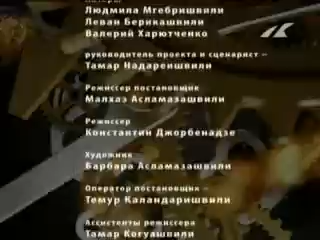 Людмила Мгебришвили
Леван Берикашвили
Валерий Харютченко
руководитель проекта и сценарист –
Тамар Надареишвили
Режиссер постановщик
Малхаз Асламазашвили
Режиссер
Константин Джорбенадзе
Художник
Барбара Асламазашвили
Оператор постановщик –
Темур Каландаришвили
Ассистенты режиссера
Тамар Когуашвили